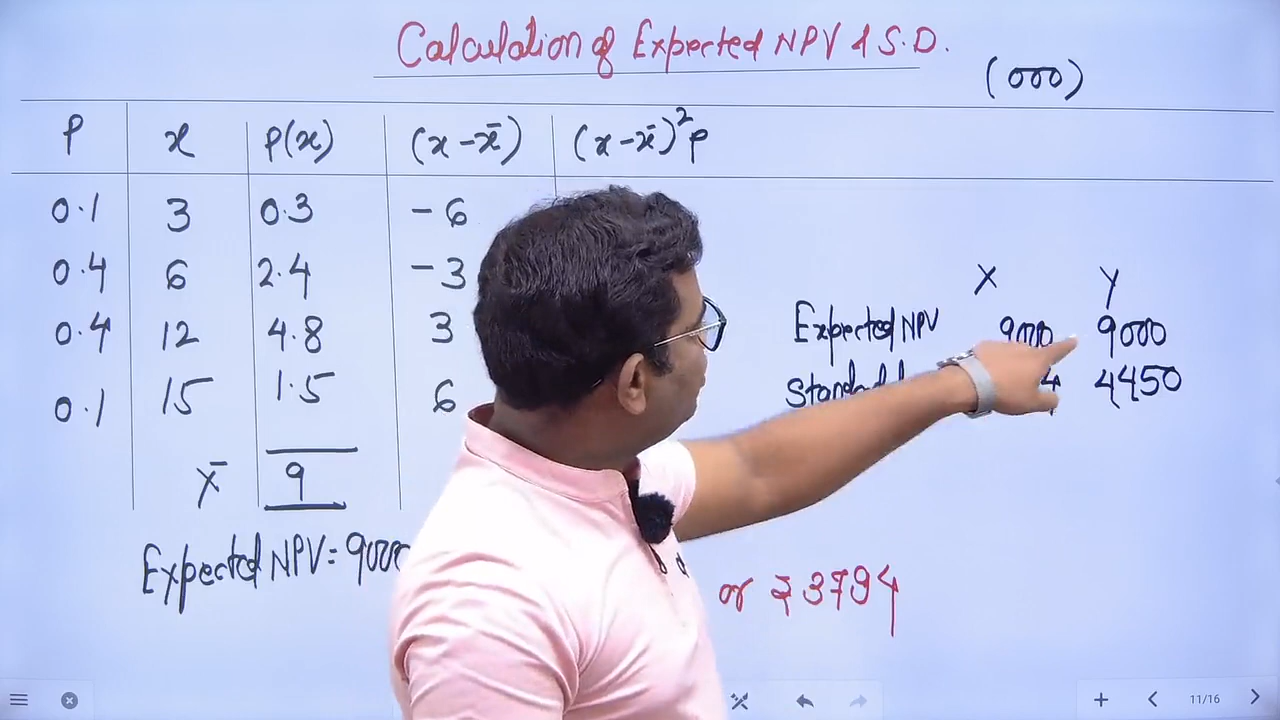 Calculation of Expected NPV & S.D.
(000)
P x P(x) (x-x̄) (x-x̄)²P
0.1 3 0.3 -6
0.4 6 2.4 -3
0.4 12 4.8 3
0.1 15 1.5 6
x̄ 9
Expected NPV = 9000
X Y
Expected NPV 9000 9000
4450
or ₹3794
11/16